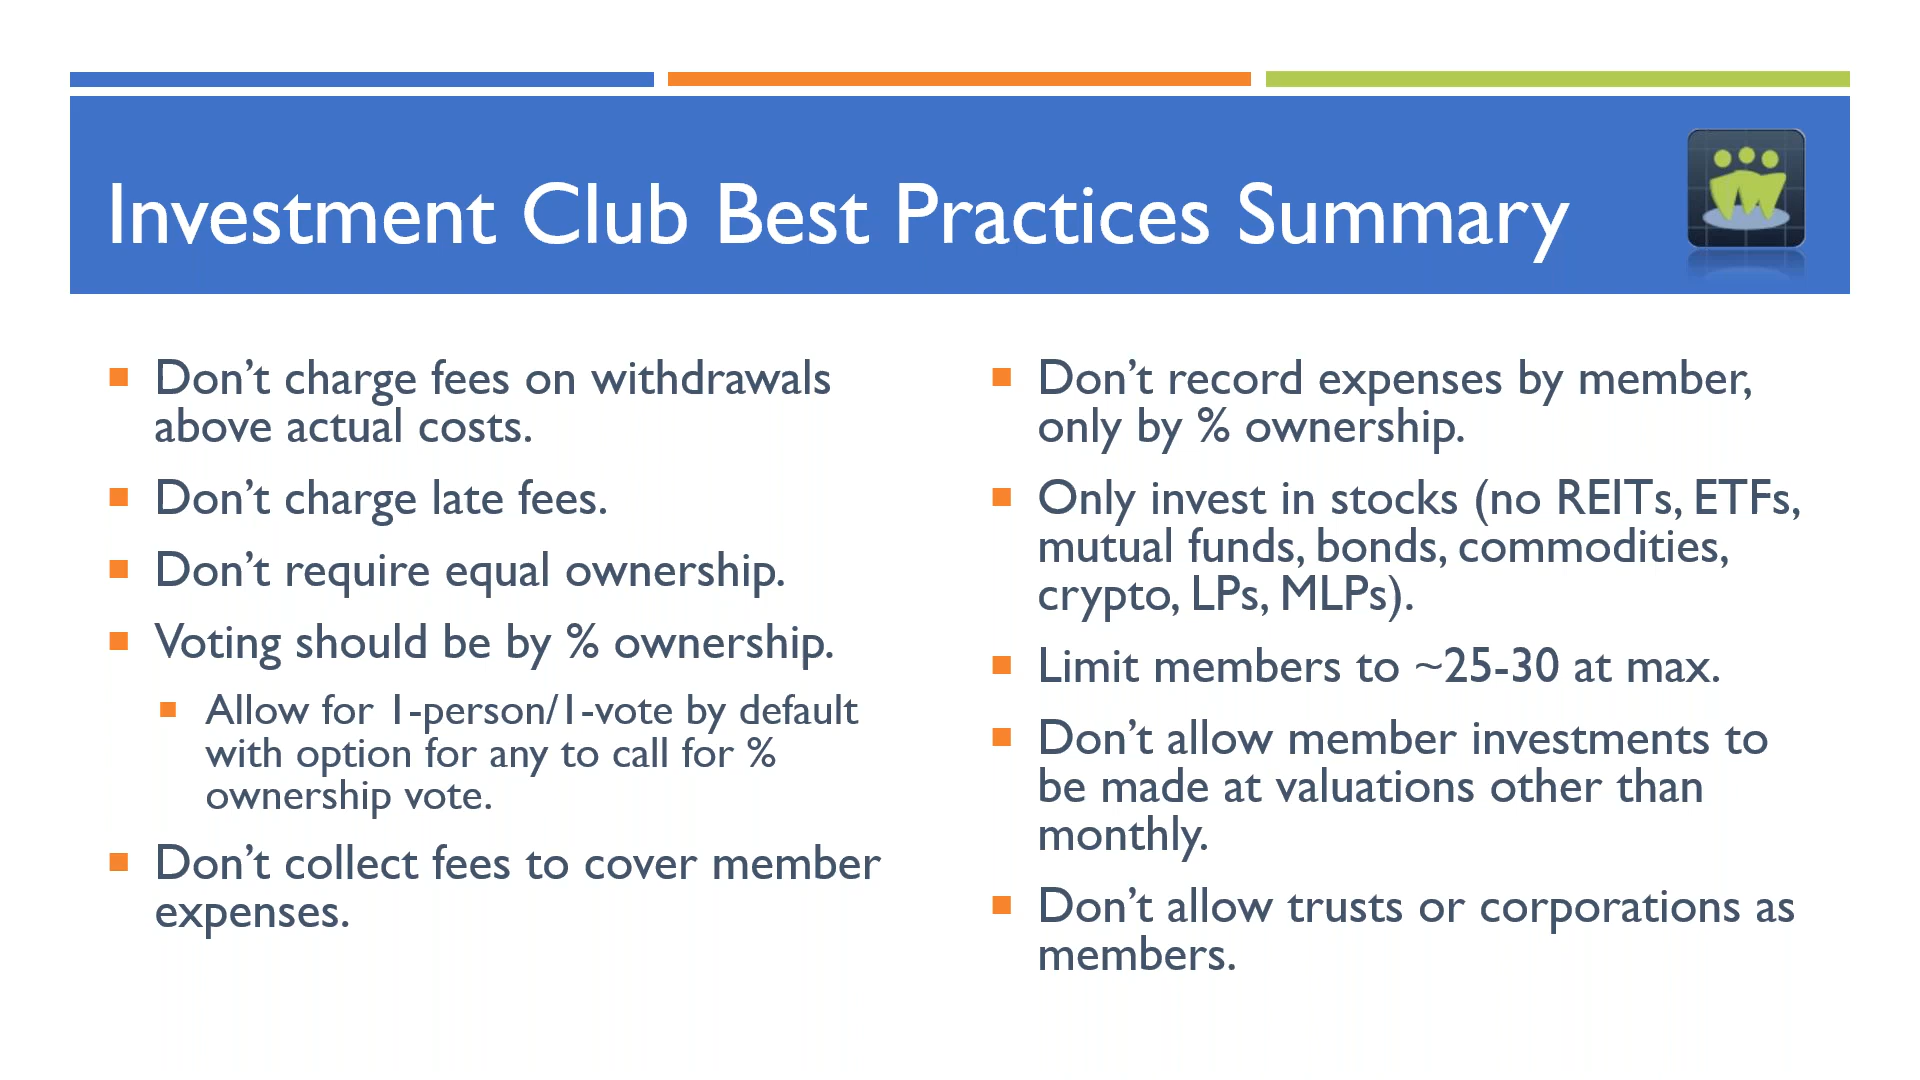 Investment Club Best Practices Summary
Don’t charge fees on withdrawals
above actual costs.
Don’t charge late fees.
Don’t require equal ownership.
Voting should be by % ownership.
Allow for 1-person/1-vote by default
with option for any to call for %
ownership vote.
Don’t collect fees to cover member
expenses.
Don’t record expenses by member,
only by % ownership.
Only invest in stocks (no REITs, ETFs,
mutual funds, bonds, commodities,
crypto, LPs, MLPs).
Limit members to ~25-30 at max.
Don’t allow member investments to
be made at valuations other than
monthly.
Don’t allow trusts or corporations as
members.